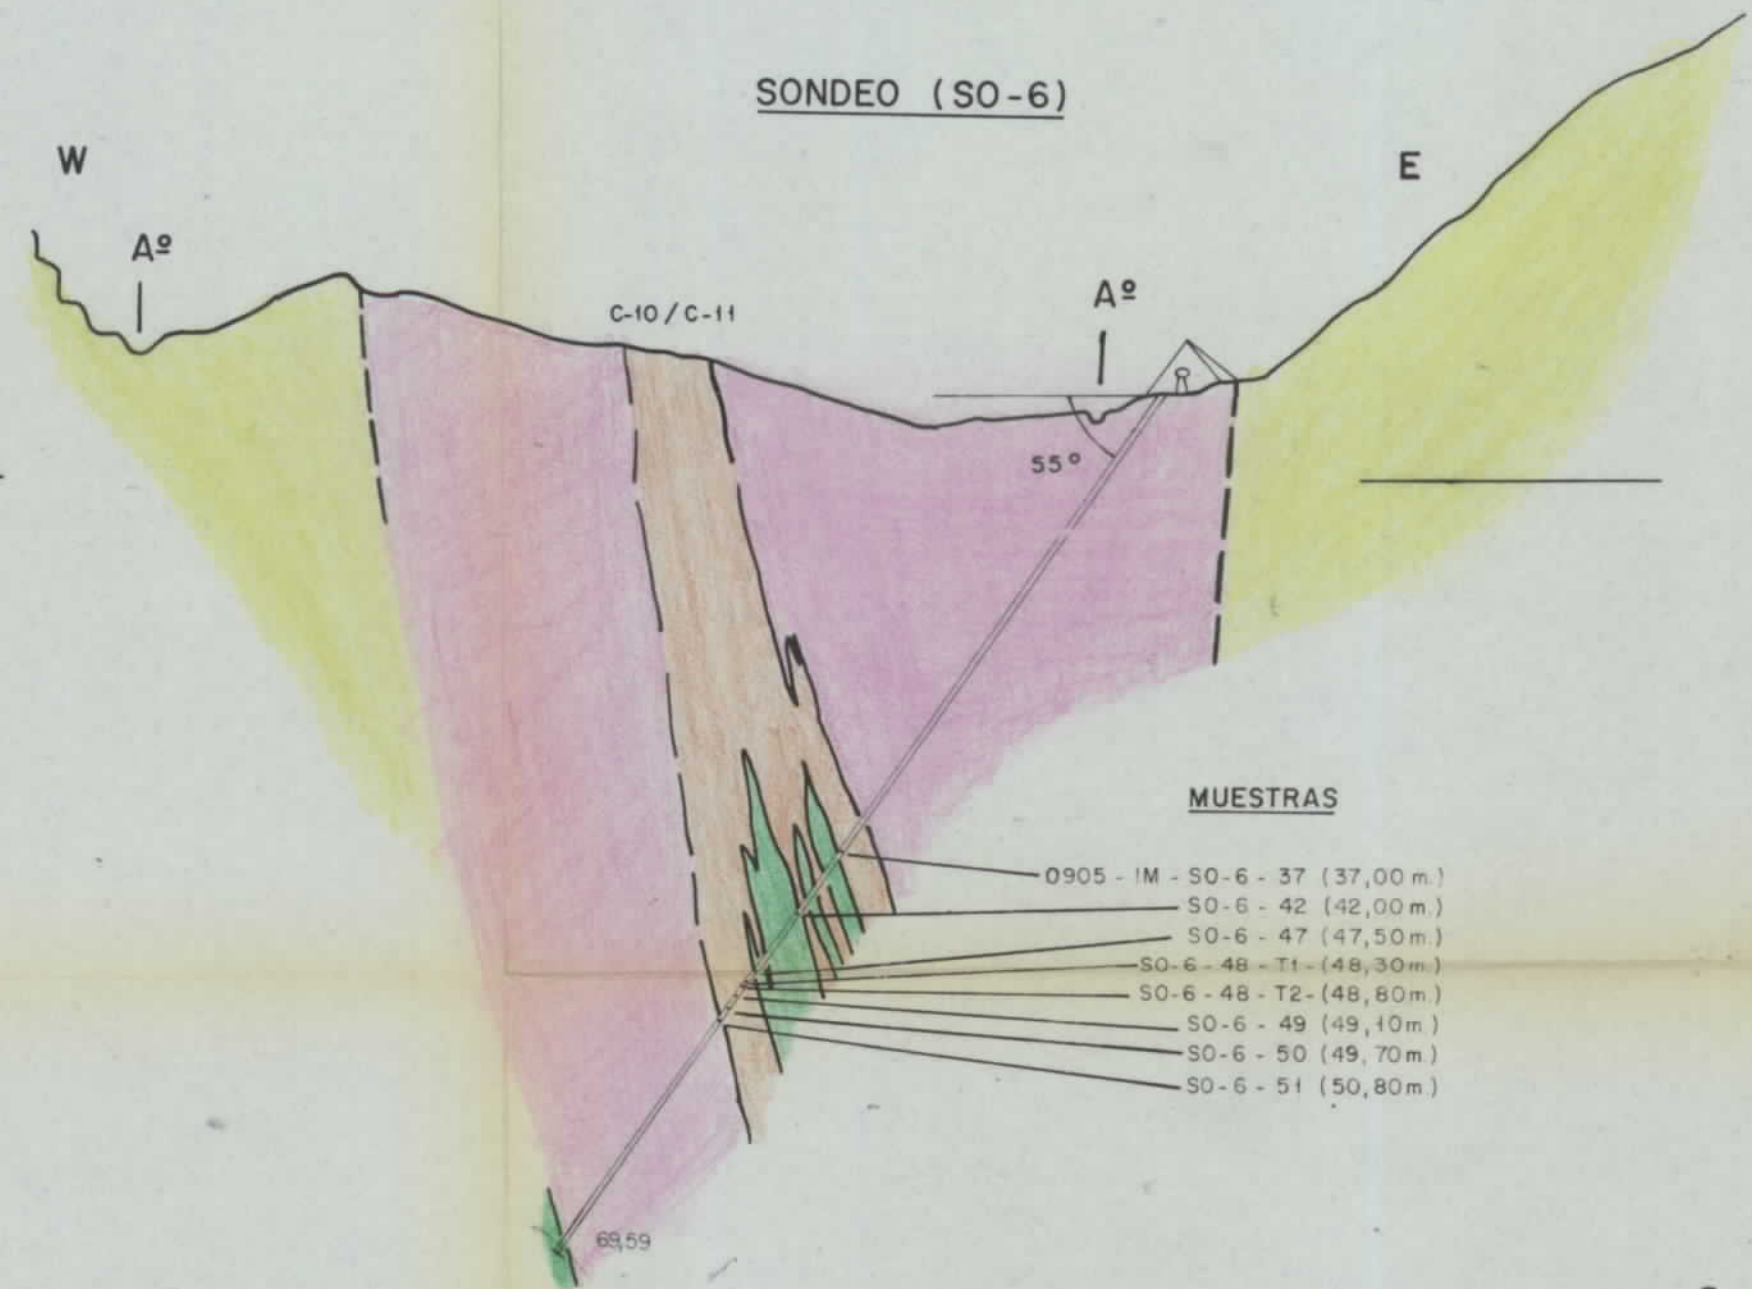 SONDEO (SO-6)
W
E
Aº
C-10 / C-11
Aº
55°
MUESTRAS
0905 - IM - SO-6 - 37 (37,00 m.)
SO-6 - 42 (42,00 m.)
SO-6 - 47 (47,50 m.)
SO-6 - 48 - T1 - (48,30 m.)
SO-6 - 48 - T2 - (48,80 m.)
SO-6 - 49 (49,10 m.)
SO-6 - 50 (49,70 m.)
SO-6 - 51 (50,80 m.)
69,59